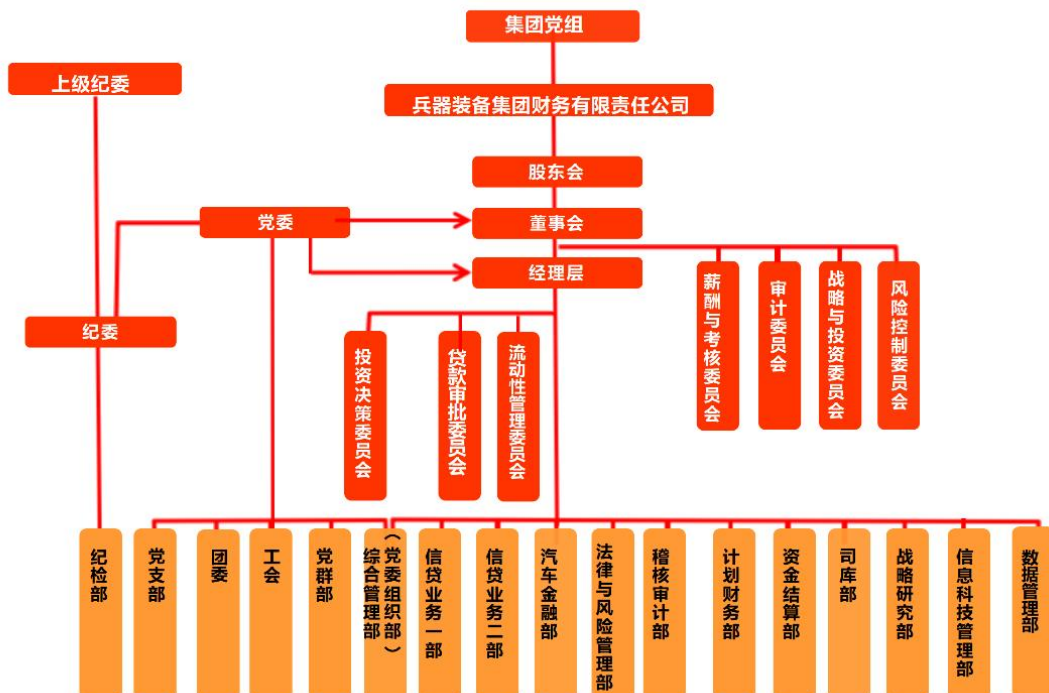 集团党组
上级纪委
兵器装备集团财务有限责任公司
股东会
党委
董事会
经理层
纪委
薪酬与考核委员会
审计委员会
战略与投资委员会
风险控制委员会
投资决策委员会
贷款审批委员会
流动性管理委员会
纪检部
党支部
团委
工会
党群部
综合管理部
（党委组织部）
信贷业务一部
信贷业务二部
汽车金融部
法律与风险管理部
稽核审计部
计划财务部
资金结算部
司库部
战略研究部
信息科技管理部
数据管理部